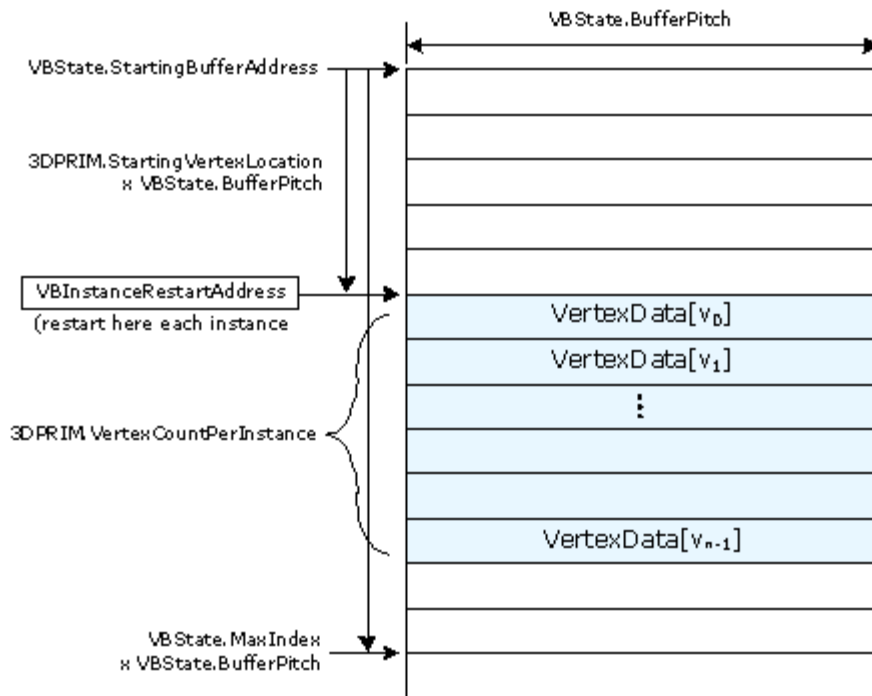 VBState.BufferPitch
VBState.StartingBufferAddress
3DPRIM.StartingVertexLocation
x VBState.BufferPitch
VBInstanceRestartAddress
(restart here each instance
VertexData[v₀]
VertexData[v₁]
⋮
3DPRIM.VertexCountPerInstance
VertexData[vₙ₋₁]
VBState.MaxIndex
x VBState.BufferPitch